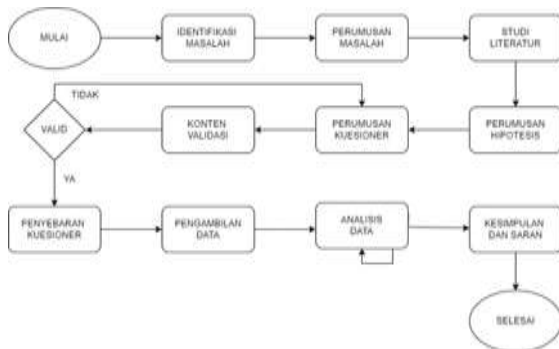 MULAI
IDENTIFIKASI
MASALAH
PERUMUSAN
MASALAH
STUDI
LITERATUR
TIDAK
VALID
KONTEN
VALIDASI
PERUMUSAN
KUESIONER
PERUMUSAN
HIPOTESIS
YA
PENYEBARAN
KUESIONER
PENGAMBILAN
DATA
ANALISIS
DATA
KESIMPULAN
DAN SARAN
SELESAI